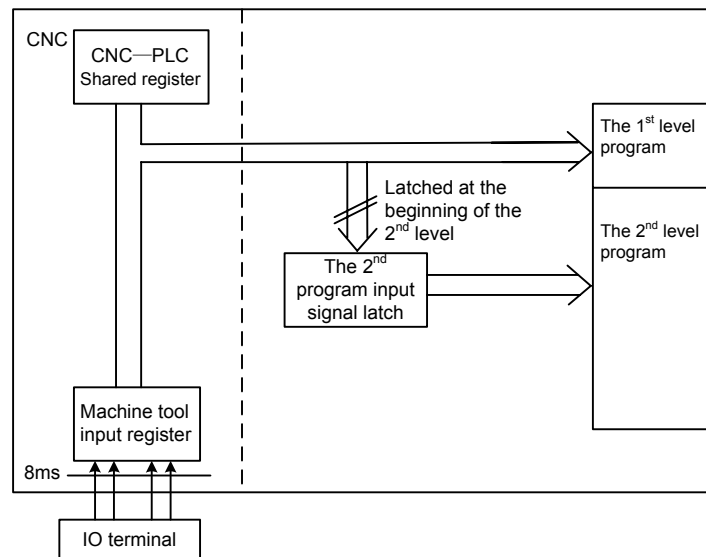 CNC
CNC—PLC
Shared register
The 1st level
program
Latched at the
beginning of the
2nd level
The 2nd level
program
The 2nd
program input
signal latch
Machine tool
input register
8ms
IO terminal